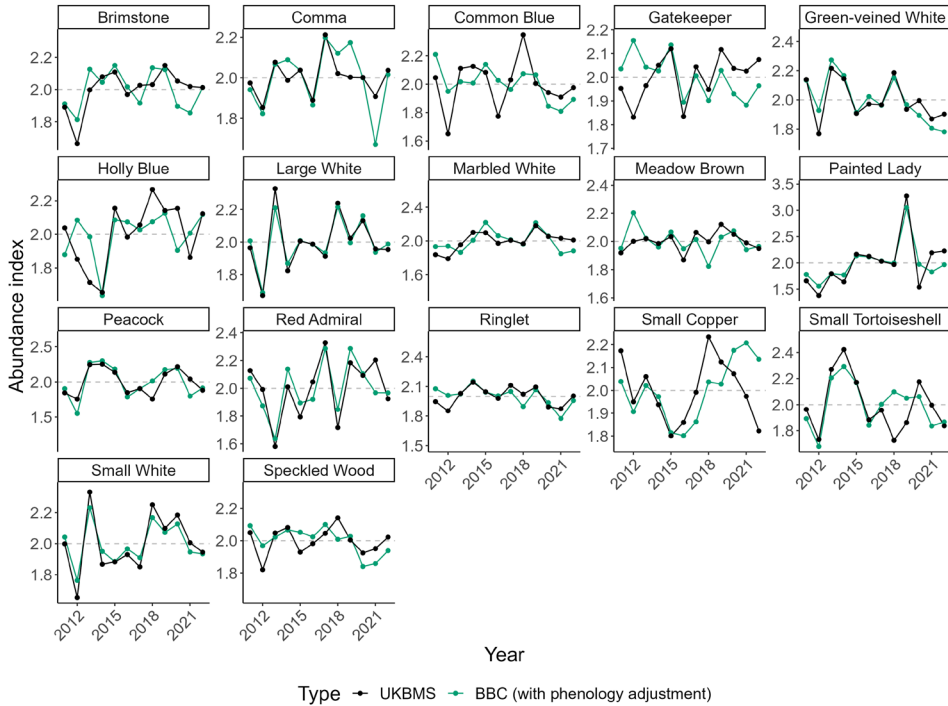 Brimstone Comma Common Blue Gatekeeper Green-veined White
2.2 2.0 1.8
2.2 2.0 1.8
2.2 2.0 1.8 1.6
2.2 2.1 2.0 1.9 1.8 1.7
2.4 2.2 2.0 1.8
Holly Blue Large White Marbled White Meadow Brown Painted Lady
2.2 2.0 1.8
2.2 2.0 1.8
2.4 2.0 1.6
2.4 2.2 2.0 1.8 1.6
3.5 3.0 2.5 2.0 1.5
Abundance index
Peacock Red Admiral Ringlet Small Copper Small Tortoiseshell
2.5 2.0 1.5
2.4 2.2 2.0 1.8 1.6
2.4 2.1 1.8 1.5
2.2 2.1 2.0 1.9 1.8
2.4 2.2 2.0 1.8
2012 2015 2018 2021
2012 2015 2018 2021
2012 2015 2018 2021
Small White Speckled Wood
2.2 2.0 1.8
2.2 2.0 1.8
2012 2015 2018 2021
2012 2015 2018 2021
Year
Type UKBMS BBC (with phenology adjustment)